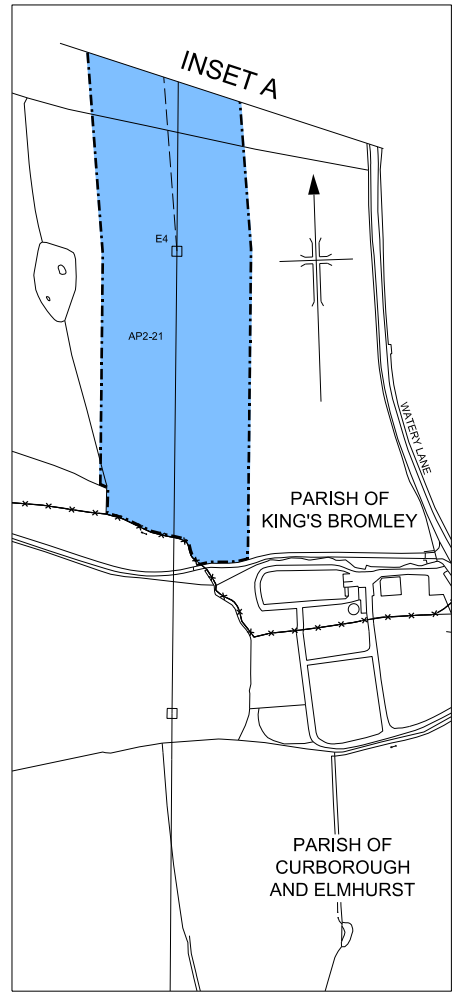 INSET A
E4
AP2-21
WATERY LANE
PARISH OF
KING'S BROMLEY
PARISH OF
CURBOROUGH
AND ELMHURST